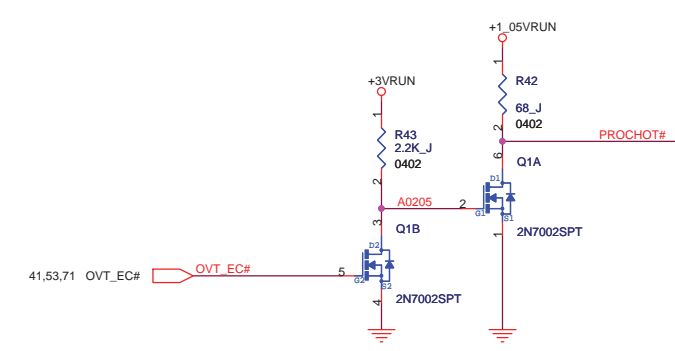 +1_05VRUN
1
R42
68_J
0402
2
PROCHOT#
+3VRUN
1
R43
2.2K_J
0402
2
A0205
6
Q1A
D1
2
G1
S1
1
2N7002SPT
3
Q1B
D2
41,53,71 OVT_EC#
OVT_EC#
5
G2
S2
4
2N7002SPT